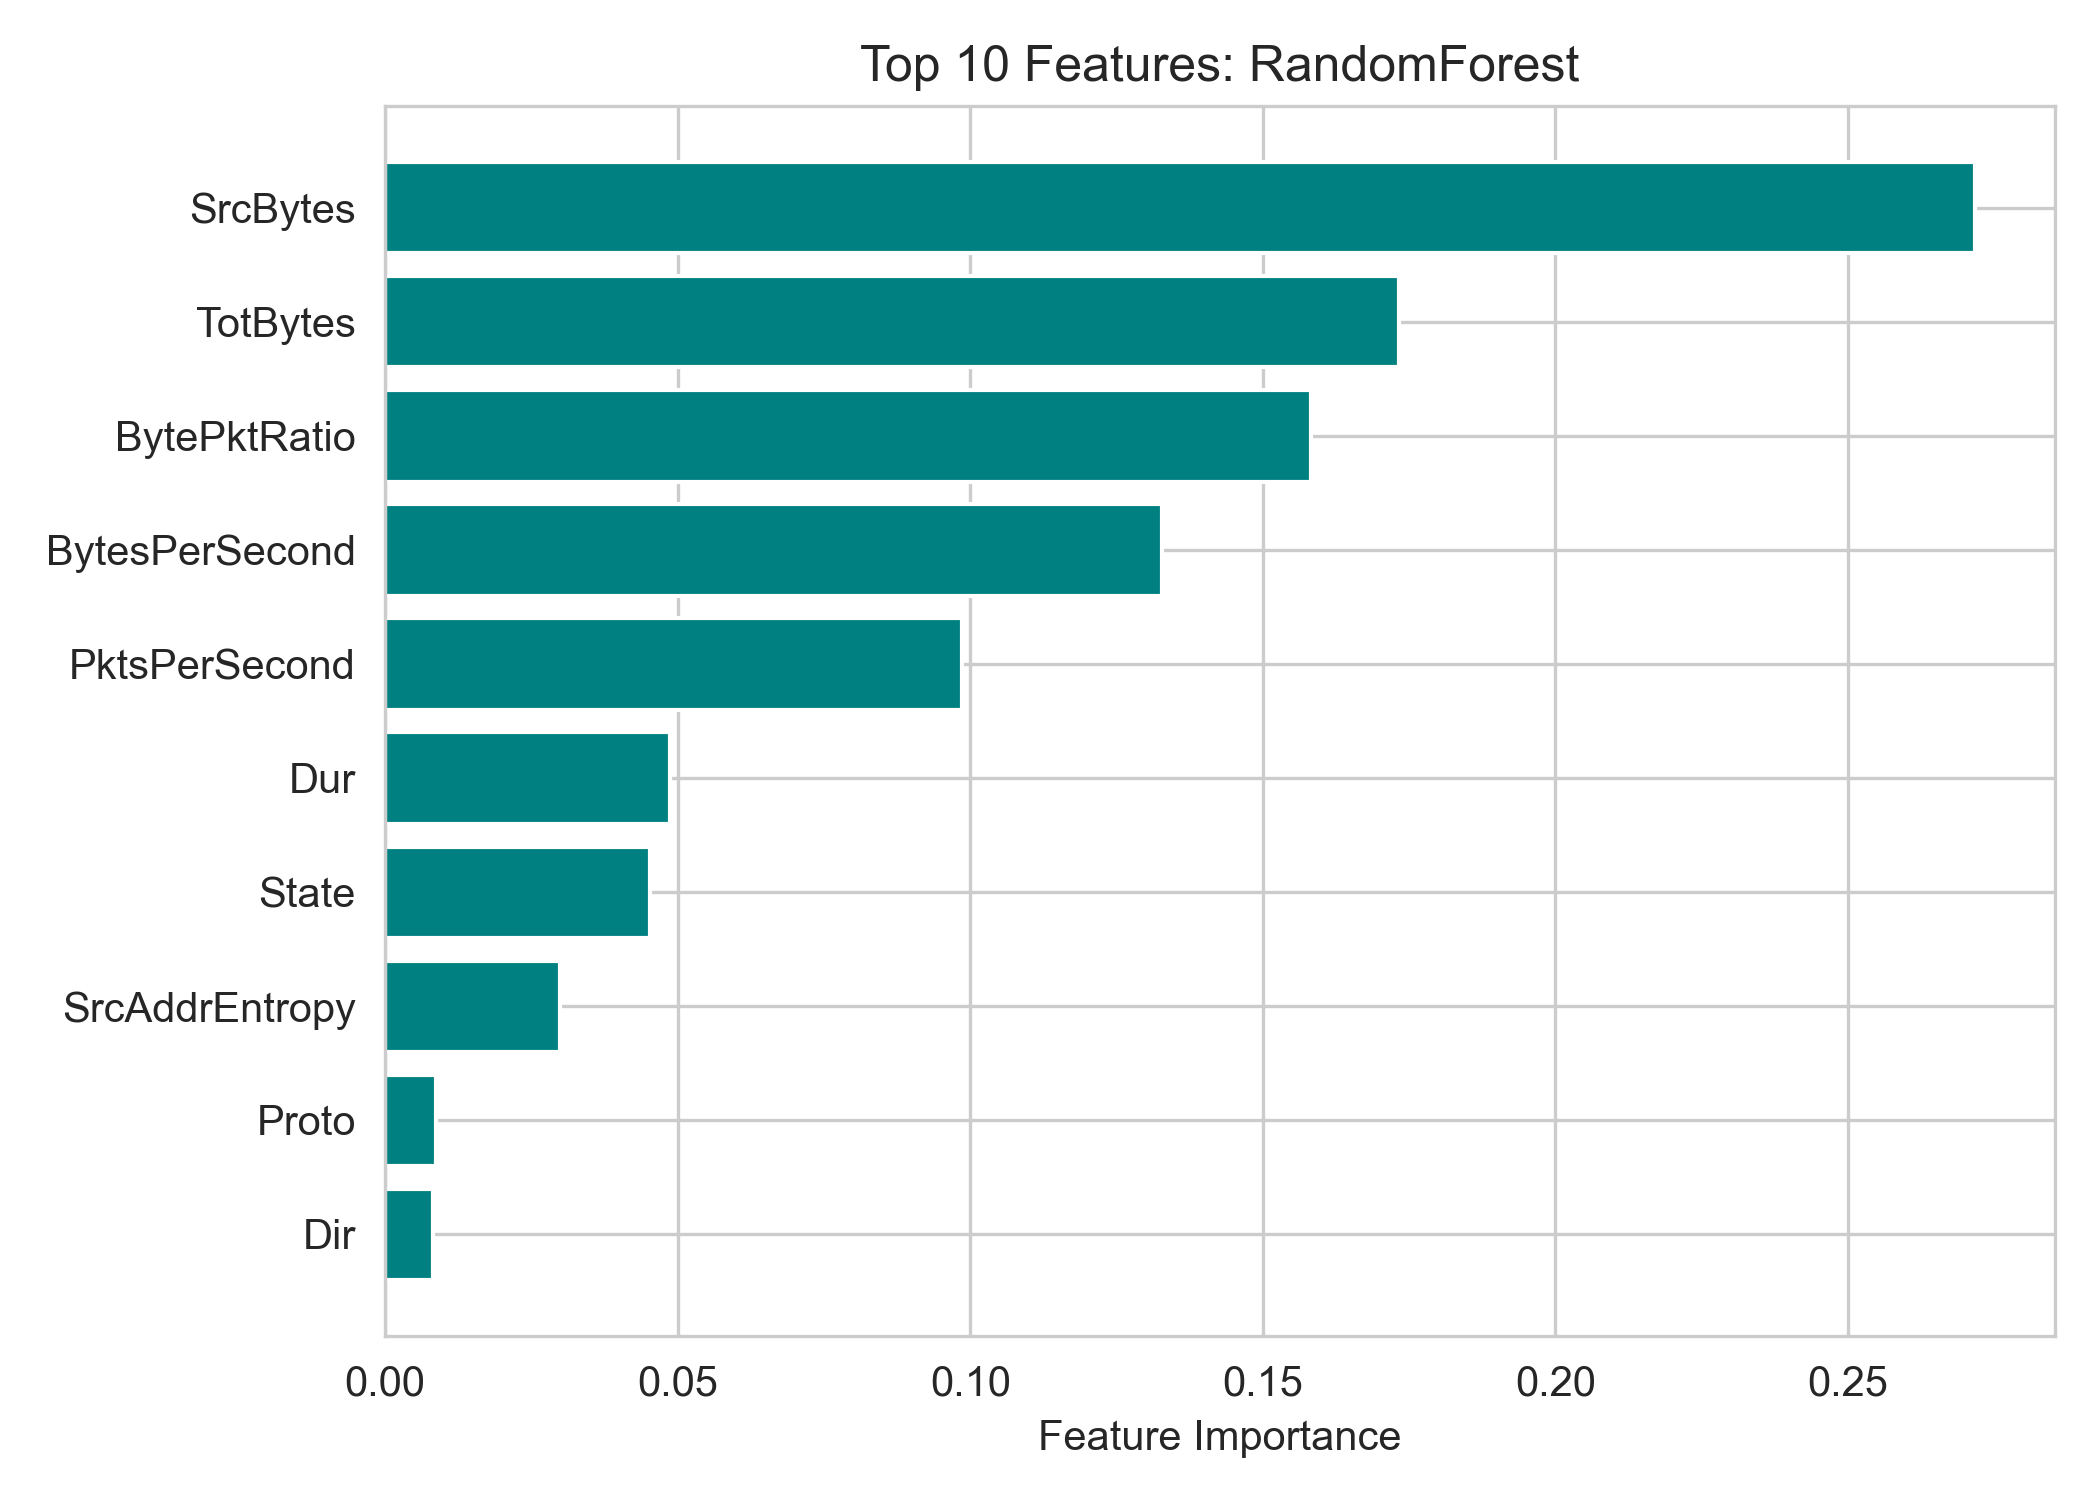 Top 10 Features: RandomForest
SrcBytes
TotBytes
BytePktRatio
BytesPerSecond
PktsPerSecond
Dur
State
SrcAddrEntropy
Proto
Dir
0.00 0.05 0.10 0.15 0.20 0.25
Feature Importance